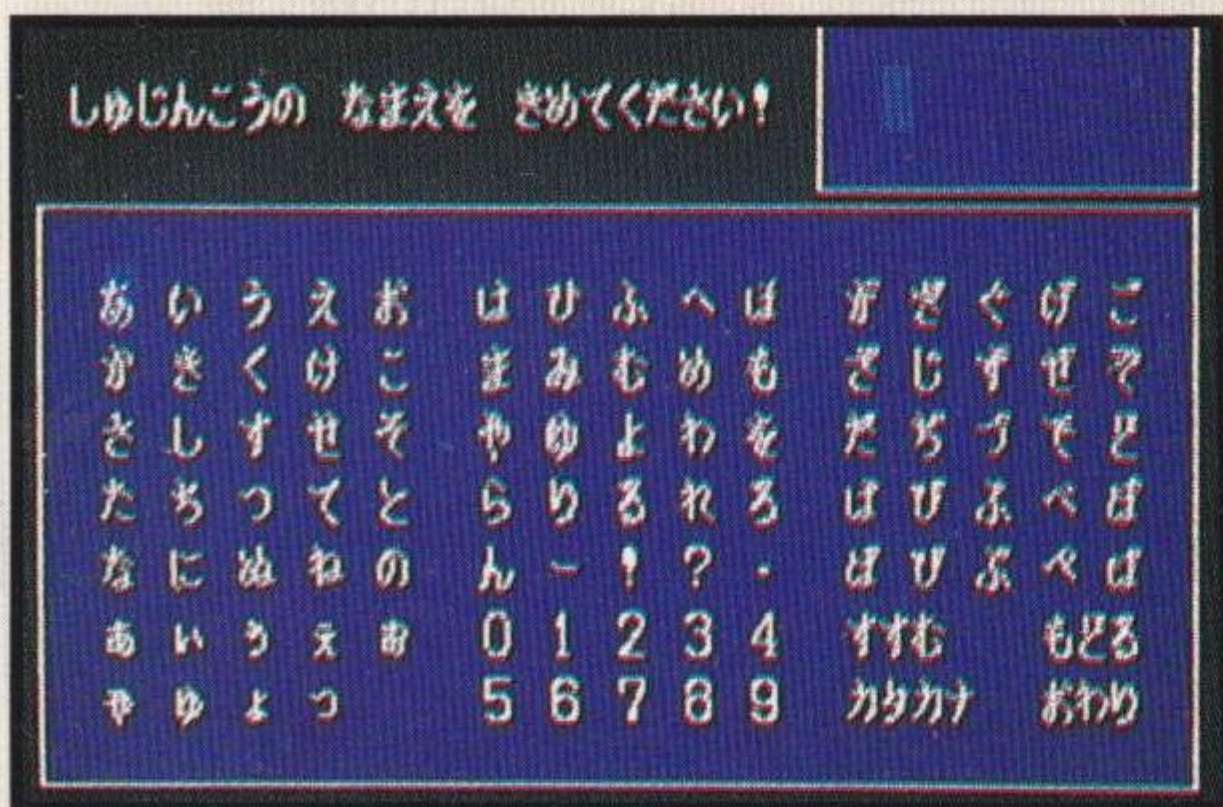 しゅじんこうの なまえを きめてください!
あ い う え お は ひ ふ へ ほ が ぎ ぐ げ ご
か き く け こ ま み む め も ざ じ ず ぜ ぞ
さ し す せ そ や ゆ よ わ を だ ぢ づ で ど
た ち つ て と ら り る れ ろ ば び ぶ べ ぼ
な に ぬ ね の ん ー ! ? ・ ぱ ぴ ぷ ぺ ぽ
ぁ ぃ ぅ ぇ ぉ 0 1 2 3 4 すすむ もどる
ゃ ゅ ょ っ 5 6 7 8 9 カタカナ おわり